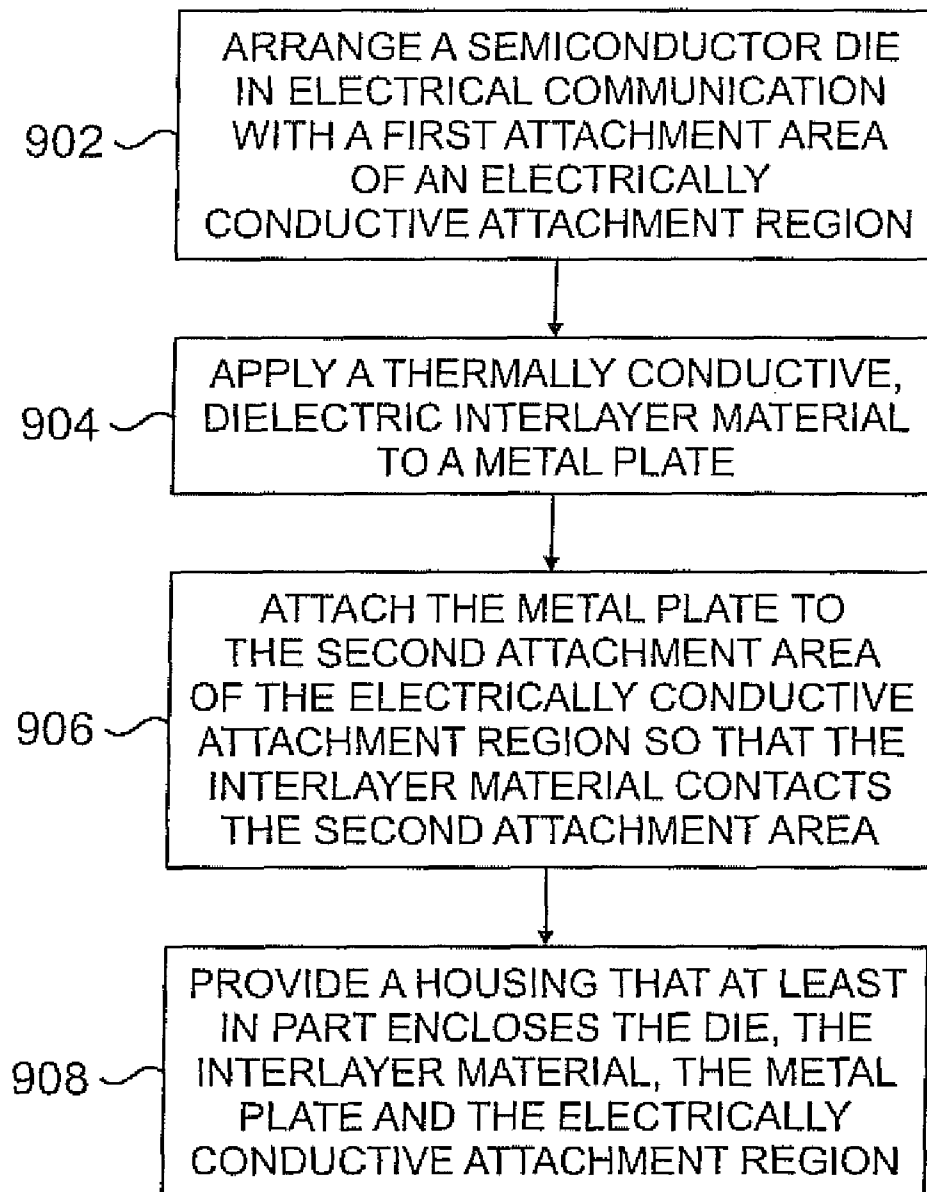 902
ARRANGE A SEMICONDUCTOR DIE
IN ELECTRICAL COMMUNICATION
WITH A FIRST ATTACHMENT AREA
OF AN ELECTRICALLY
CONDUCTIVE ATTACHMENT REGION
904
APPLY A THERMALLY CONDUCTIVE,
DIELECTRIC INTERLAYER MATERIAL
TO A METAL PLATE
906
ATTACH THE METAL PLATE TO
THE SECOND ATTACHMENT AREA
OF THE ELECTRICALLY CONDUCTIVE
ATTACHMENT REGION SO THAT THE
INTERLAYER MATERIAL CONTACTS
THE SECOND ATTACHMENT AREA
908
PROVIDE A HOUSING THAT AT LEAST
IN PART ENCLOSES THE DIE, THE
INTERLAYER MATERIAL, THE METAL
PLATE AND THE ELECTRICALLY
CONDUCTIVE ATTACHMENT REGION